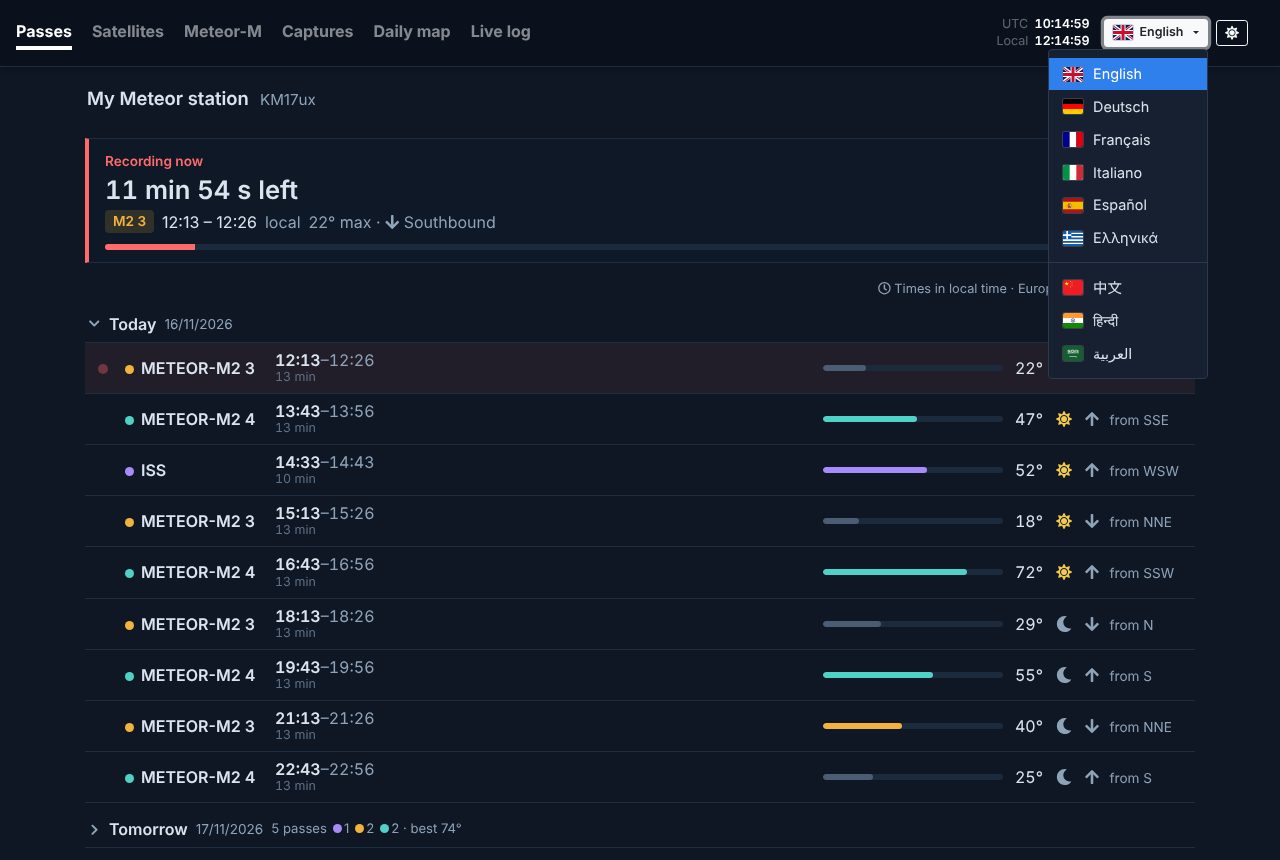 Passes Satellites Meteor-M Captures Daily map Live log
UTC 10:14:59
Local 12:14:59
English
English
Deutsch
Français
Italiano
Español
Ελληνικά
中文
हिन्दी
العربية
My Meteor station KM17ux
Recording now
11 min 54 s left
M2 3 12:13 – 12:26 local 22° max · Southbound
Times in local time ·
Today 16/11/2026
METEOR-M2 3 12:13–12:26 22°
13 min
METEOR-M2 4 13:43–13:56 47° from SSE
13 min
ISS 14:33–14:43 52° from WSW
10 min
METEOR-M2 3 15:13–15:26 18° from NNE
13 min
METEOR-M2 4 16:43–16:56 72° from SSW
13 min
METEOR-M2 3 18:13–18:26 29° from N
13 min
METEOR-M2 4 19:43–19:56 55° from S
13 min
METEOR-M2 3 21:13–21:26 40° from NNE
13 min
METEOR-M2 4 22:43–22:56 25° from S
13 min
Tomorrow 17/11/2026 5 passes 1 2 2 · best 74°